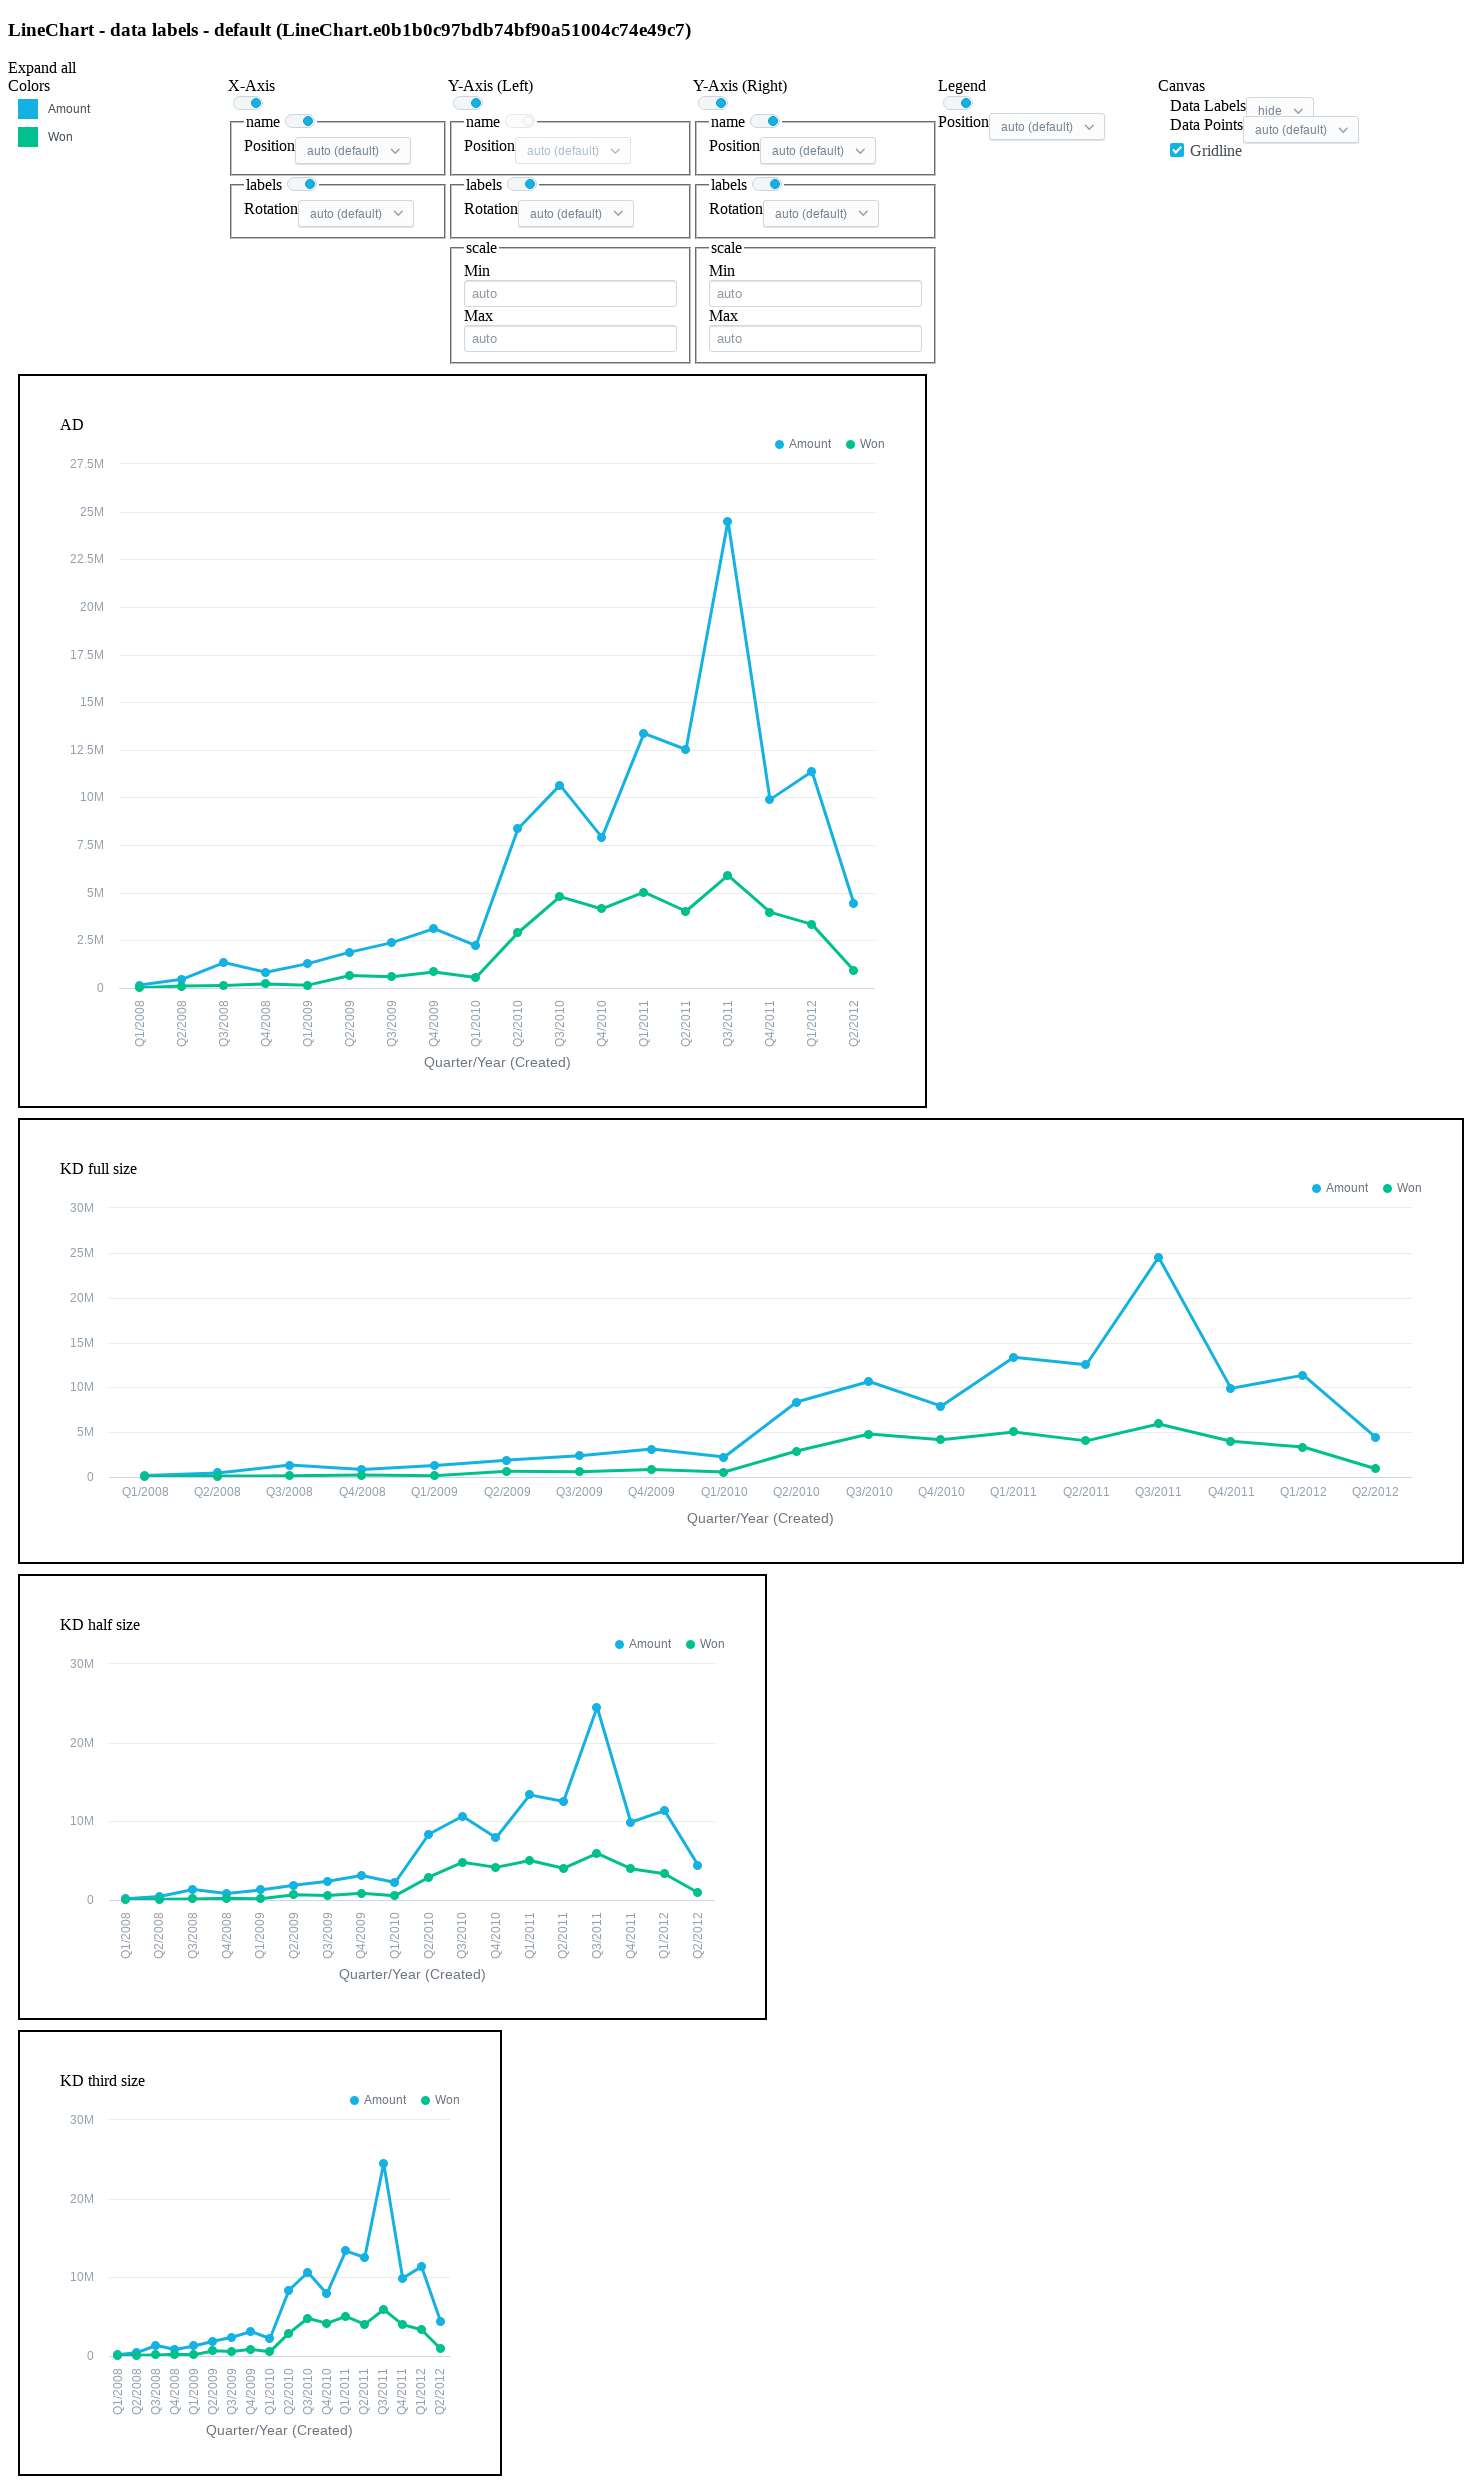 LineChart - data labels - default (LineChart.e0b1b0c97bdb74bf90a51004c74e49c7)
Expand all
Colors
Amount
Won
X-Axis
name
Position auto (default)
labels
Rotation auto (default)
Y-Axis (Left)
name
Position auto (default)
labels
Rotation auto (default)
scale
Min
auto
Max
auto
Y-Axis (Right)
name
Position auto (default)
labels
Rotation auto (default)
scale
Min
auto
Max
auto
Legend
Position auto (default)
Canvas
Data Labels hide
Data Points auto (default)
Gridline
AD
Amount Won
27.5M
25M
22.5M
20M
17.5M
15M
12.5M
10M
7.5M
5M
2.5M
0
Q1/2008 Q2/2008 Q3/2008 Q4/2008 Q1/2009 Q2/2009 Q3/2009 Q4/2009 Q1/2010 Q2/2010 Q3/2010 Q4/2010 Q1/2011 Q2/2011 Q3/2011 Q4/2011 Q1/2012 Q2/2012
Quarter/Year (Created)
KD full size
Amount Won
30M
25M
20M
15M
10M
5M
0
Q1/2008 Q2/2008 Q3/2008 Q4/2008 Q1/2009 Q2/2009 Q3/2009 Q4/2009 Q1/2010 Q2/2010 Q3/2010 Q4/2010 Q1/2011 Q2/2011 Q3/2011 Q4/2011 Q1/2012 Q2/2012
Quarter/Year (Created)
KD half size
Amount Won
30M
20M
10M
0
Q1/2008 Q2/2008 Q3/2008 Q4/2008 Q1/2009 Q2/2009 Q3/2009 Q4/2009 Q1/2010 Q2/2010 Q3/2010 Q4/2010 Q1/2011 Q2/2011 Q3/2011 Q4/2011 Q1/2012 Q2/2012
Quarter/Year (Created)
KD third size
Amount Won
30M
20M
10M
0
Q1/2008 Q2/2008 Q3/2008 Q4/2008 Q1/2009 Q2/2009 Q3/2009 Q4/2009 Q1/2010 Q2/2010 Q3/2010 Q4/2010 Q1/2011 Q2/2011 Q3/2011 Q4/2011 Q1/2012 Q2/2012
Quarter/Year (Created)